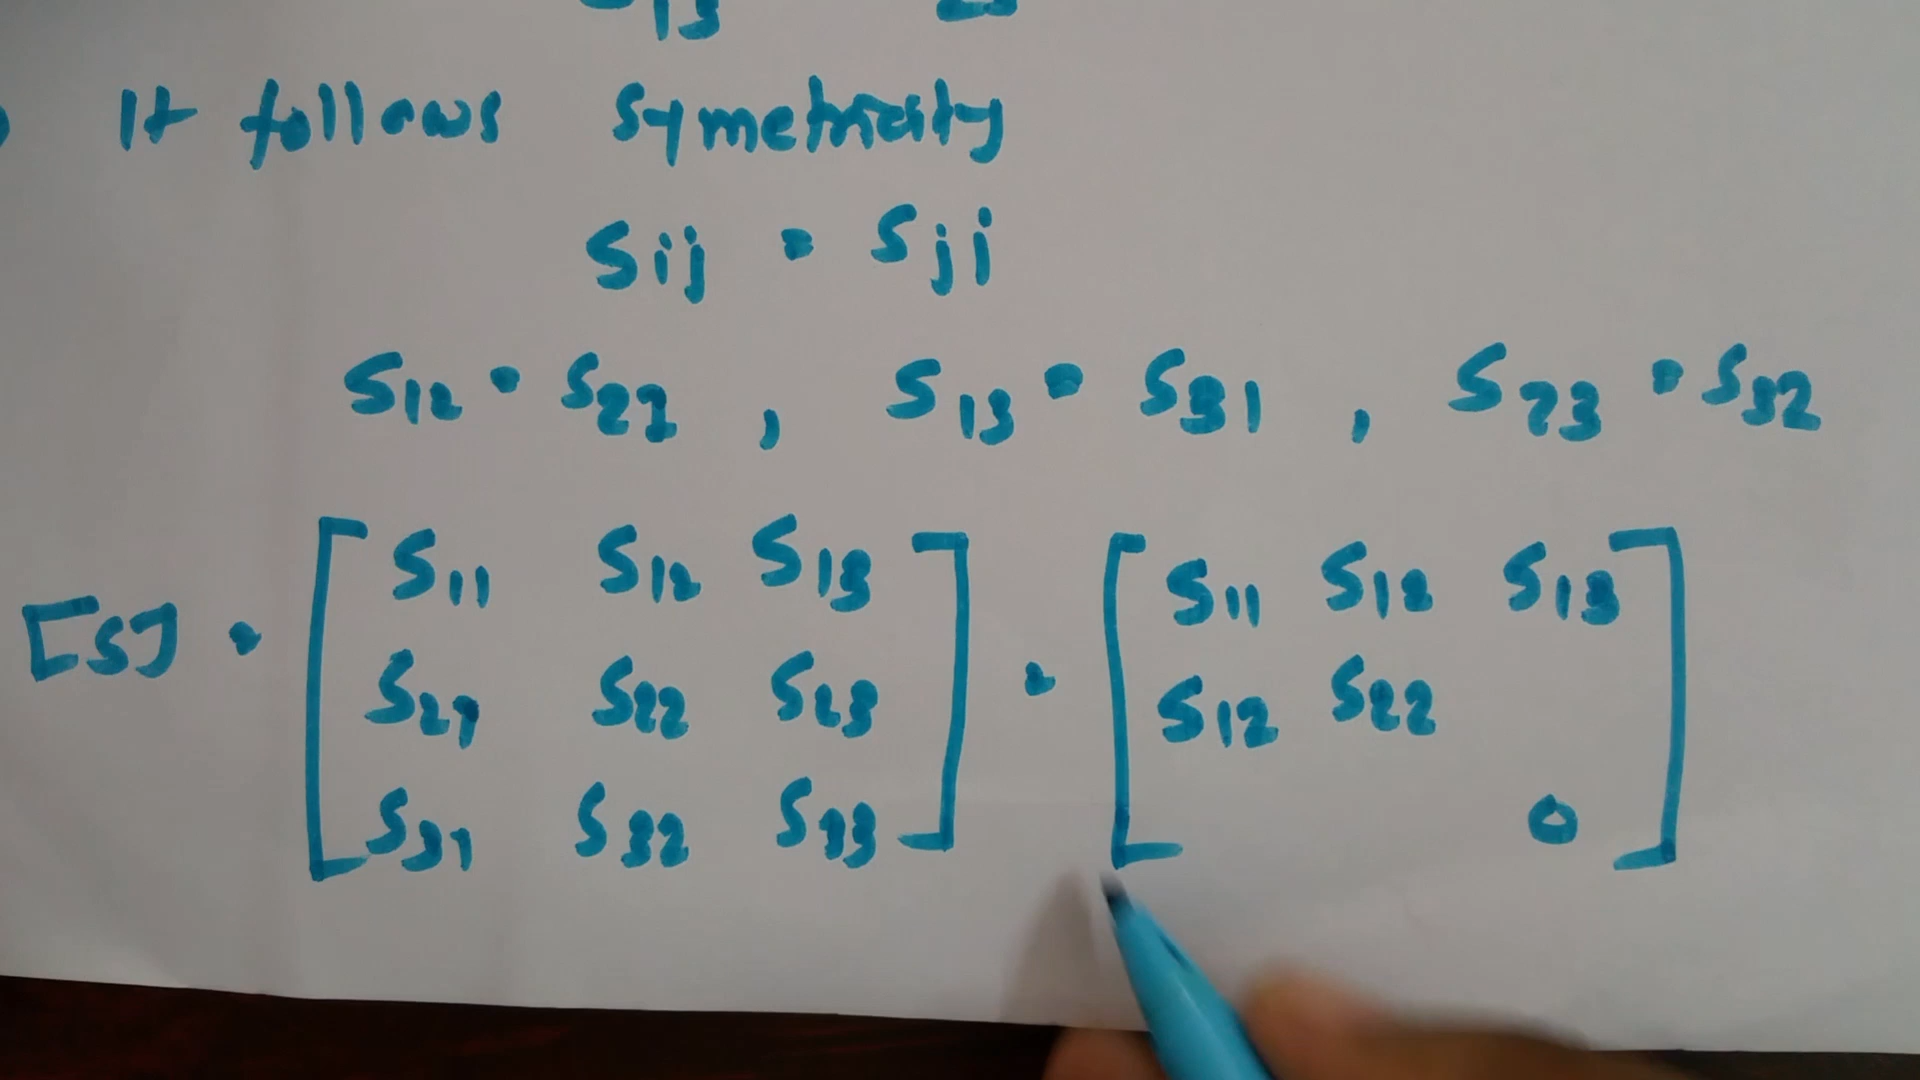 It follows symetricity
Sij = Sji
S12 = S21 , S13 = S31 , S23 = S32
[S] = [ S11 S12 S13 ] = [ S11 S12 S13 ]
S21 S22 S23 S12 S22
S31 S32 S33 0